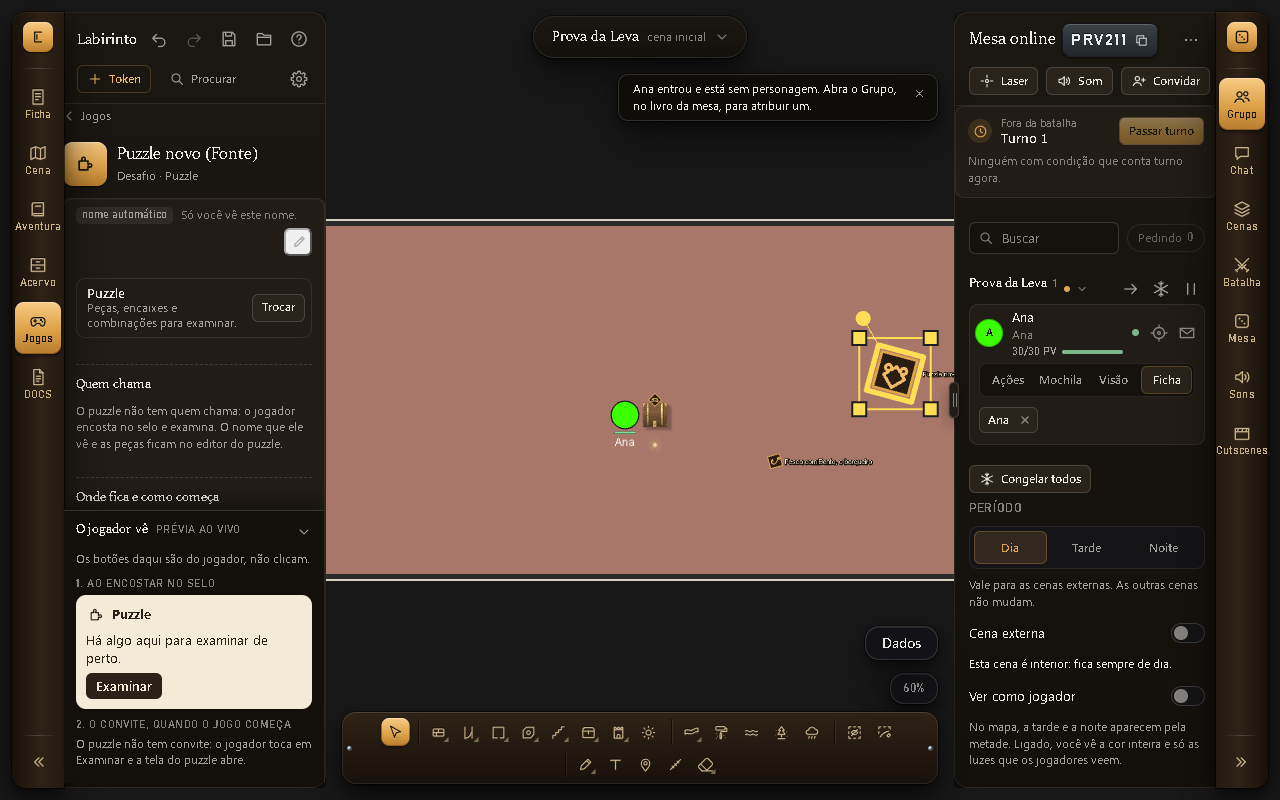 Labirinto
Token
Procurar
Ficha
Cena
Aventura
Acervo
Jogos
DOCS
Jogos
Puzzle novo (Fonte)
Desafio · Puzzle
nome automático
Só você vê este nome.
Puzzle
Peças, encaixes e
combinações para examinar.
Trocar
Quem chama
O puzzle não tem quem chama: o jogador
encosta no selo e examina. O nome que ele
vê e as peças ficam no editor do puzzle.
Onde fica e como começa
O jogador vê PRÉVIA AO VIVO
Os botões daqui são do jogador, não clicam.
1. AO ENCOSTAR NO SELO
Puzzle
Há algo aqui para examinar de
perto.
Examinar
2. O CONVITE, QUANDO O JOGO COMEÇA
O puzzle não tem convite: o jogador toca em
Examinar e a tela do puzzle abre.
Prova da Leva cena inicial
Ana entrou e está sem personagem. Abra o Grupo,
no livro da mesa, para atribuir um.
Ana
Dados
60%
Mesa online
PRV211
Laser
Som
Convidar
Fora da batalha
Turno 1
Passar turno
Ninguém com condição que conta turno
agora.
Buscar
Pedindo 0
Prova da Leva 1
A
Ana
Ana
30/30 PV
Ações
Mochila
Visão
Ficha
Ana
Congelar todos
PERÍODO
Dia
Tarde
Noite
Vale para as cenas externas. As outras cenas
não mudam.
Cena externa
Esta cena é interior: fica sempre de dia.
Ver como jogador
No mapa, a tarde e a noite aparecem pela
metade. Ligado, você vê a cor inteira e só as
luzes que os jogadores veem.
Grupo
Chat
Cenas
Batalha
Mesa
Sons
Cutscenes